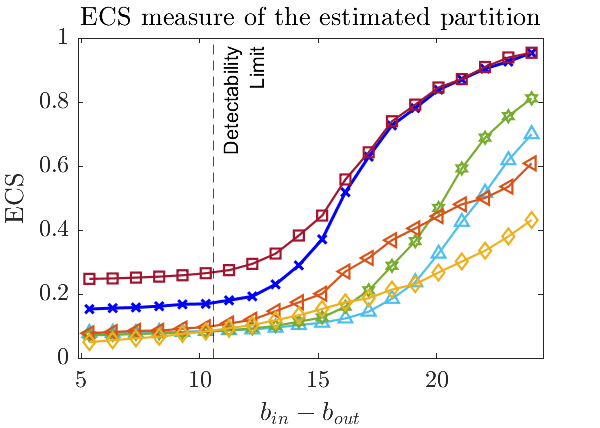 ECS measure of the estimated partition
1
0.8
0.6
0.4
0.2
0
ECS
Detectability
Limit
5
10
15
20
b_in − b_out